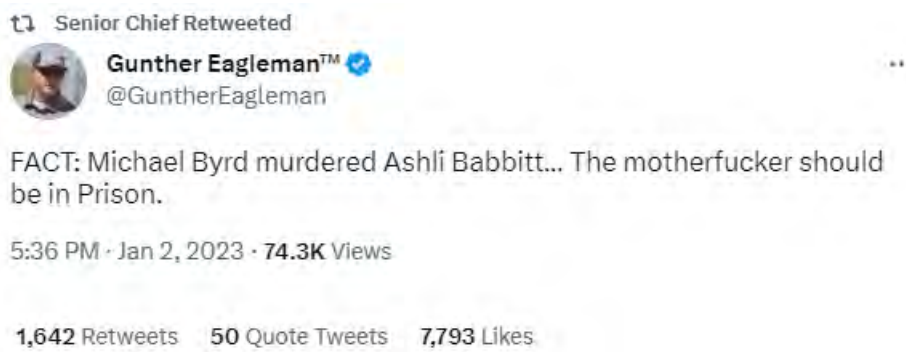 Senior Chief Retweeted
Gunther Eagleman™
@GuntherEagleman
FACT: Michael Byrd murdered Ashli Babbitt... The motherfucker should
be in Prison.
5:36 PM · Jan 2, 2023 · 74.3K Views
1,642 Retweets 50 Quote Tweets 7,793 Likes